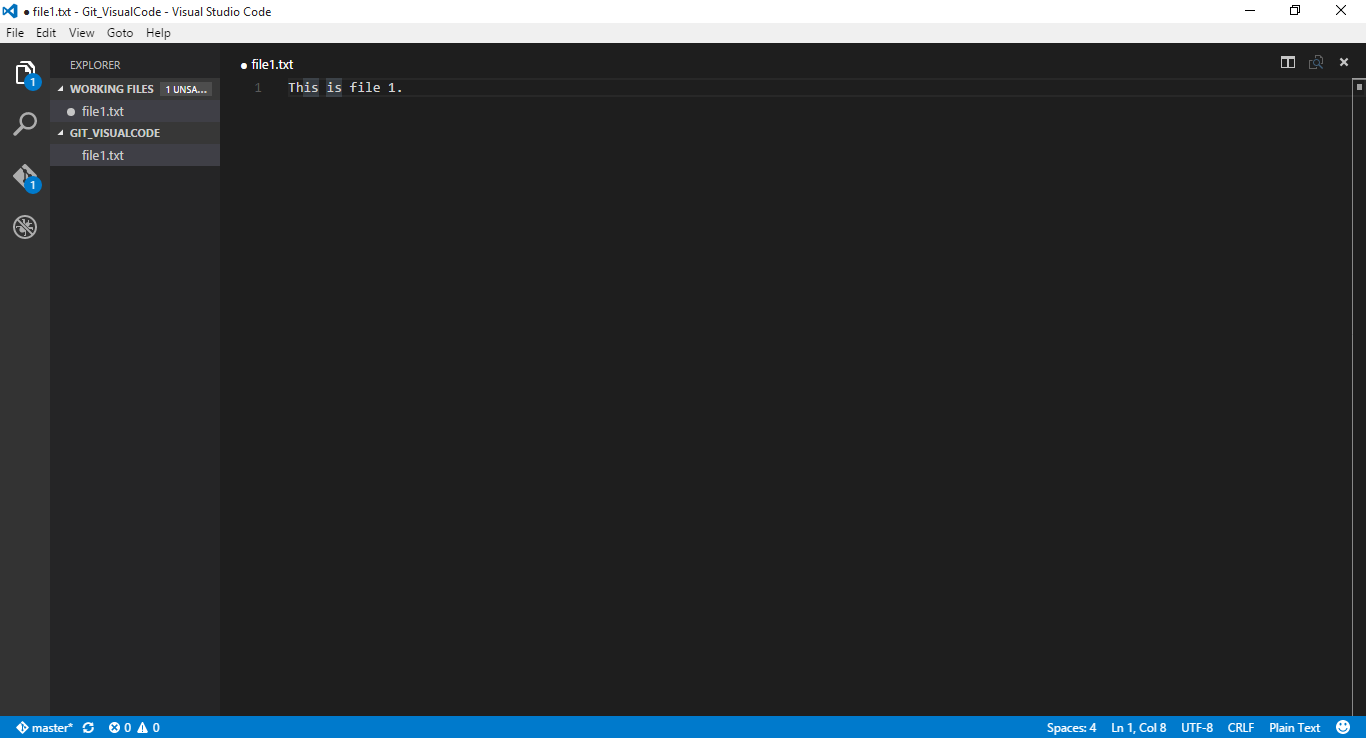 ● file1.txt - Git_VisualCode - Visual Studio Code
File Edit View Goto Help
EXPLORER
WORKING FILES 1 UNSA...
file1.txt
GIT_VISUALCODE
file1.txt
1
1
● file1.txt
1 This is file 1.
master* 0 0
Spaces: 4 Ln 1, Col 8 UTF-8 CRLF Plain Text